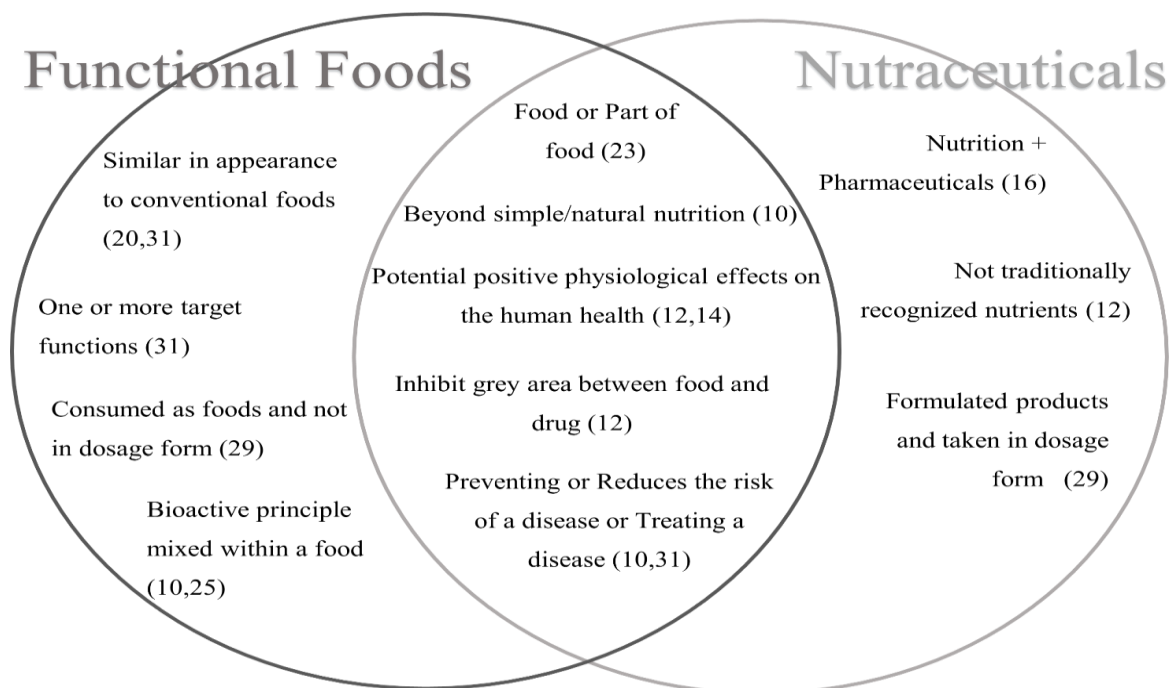 Functional Foods
Similar in appearance
to conventional foods
(20,31)
One or more target
functions (31)
Consumed as foods and not
in dosage form (29)
Bioactive principle
mixed within a food
(10,25)
Food or Part of
food (23)
Beyond simple/natural nutrition (10)
Potential positive physiological effects on
the human health (12,14)
Inhibit grey area between food and
drug (12)
Preventing or Reduces the risk
of a disease or Treating a
disease (10,31)
Nutraceuticals
Nutrition +
Pharmaceuticals (16)
Not traditionally
recognized nutrients (12)
Formulated products
and taken in dosage
form (29)